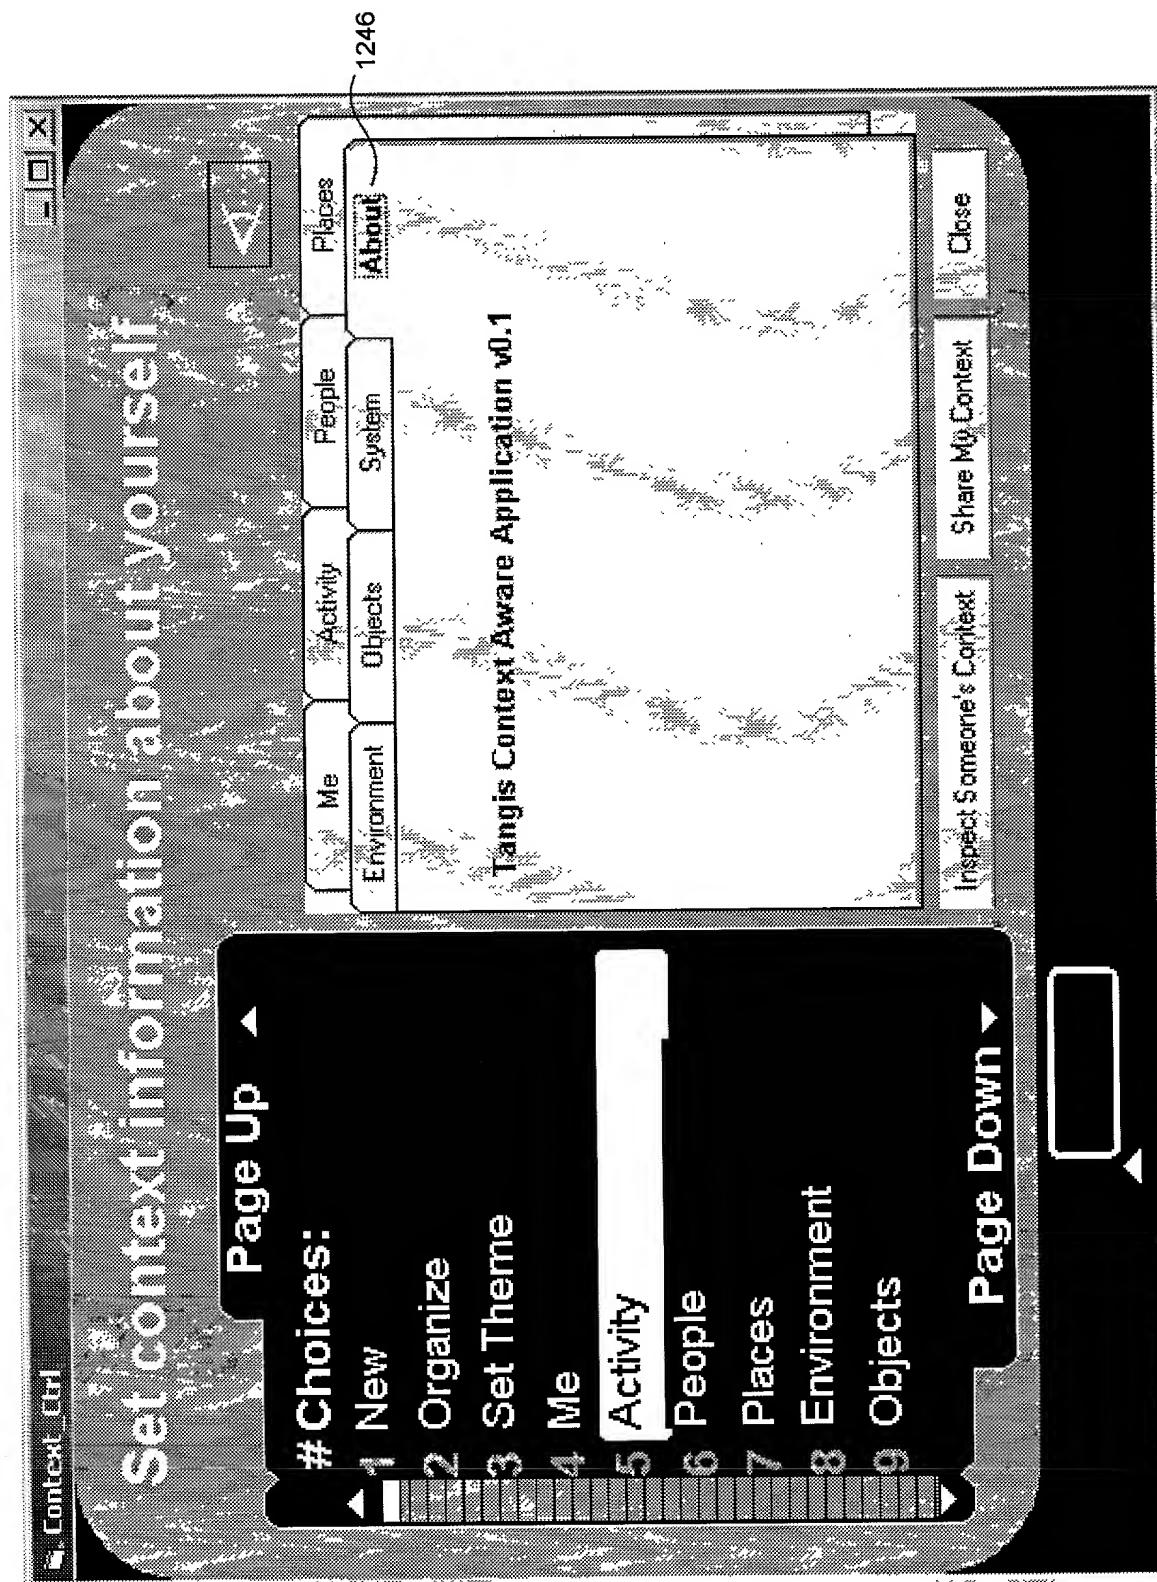 Context_Ctrl
Set context information about yourself
Page Up
# Choices:
1 New
2 Organize
3 Set Theme
4 Me
5 Activity
6 People
7 Places
8 Environment
9 Objects
Page Down
Me Activity People Places
Environment Objects System About
1246
Tangis Context Aware Application v0.1
Inspect Someone's Context Share My Context Close